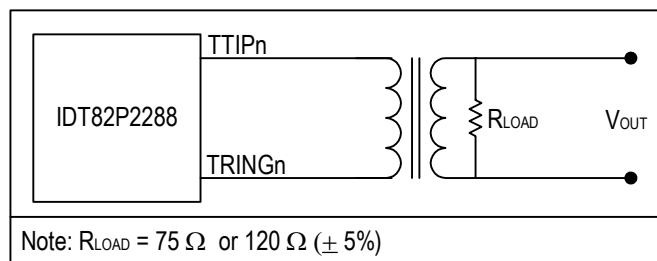 TTIPn
IDT82P2288
RLOAD
VOUT
TRINGn
Note: RLOAD = 75 Ω or 120 Ω (± 5%)